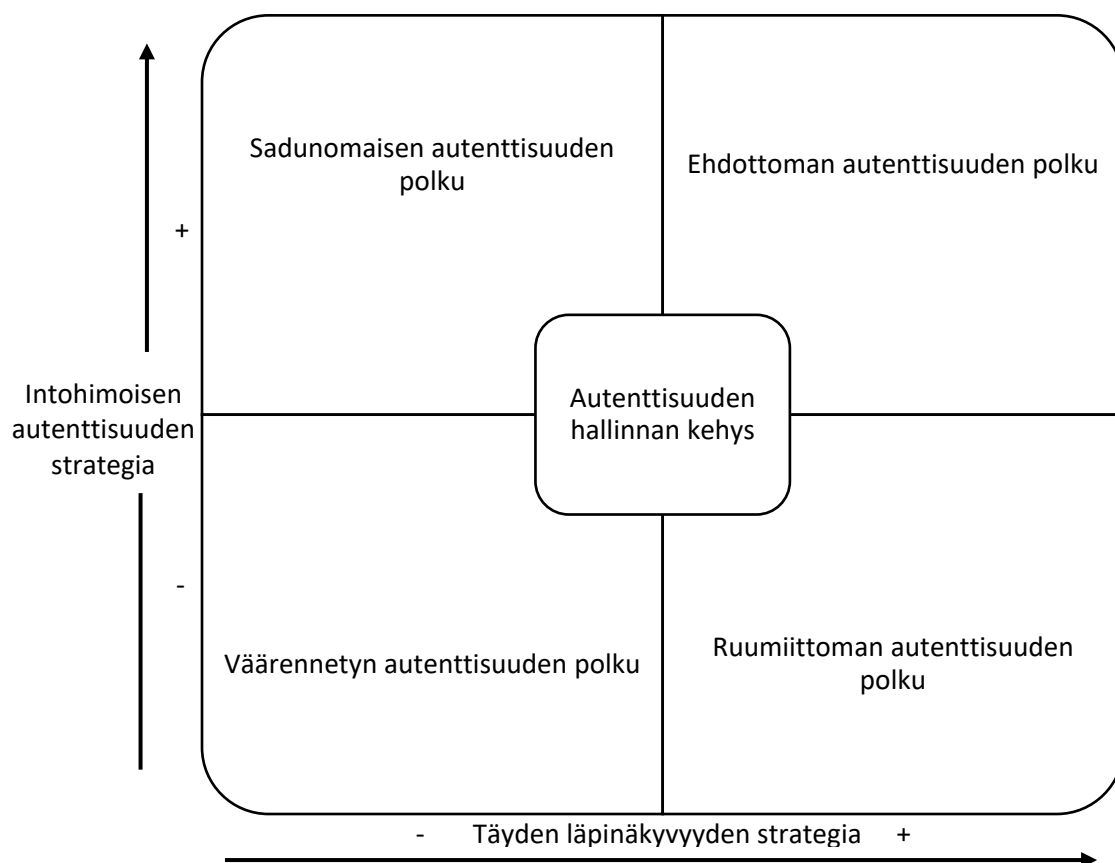 Sadunomaisen autenttisuuden
polku
Ehdottoman autenttisuuden polku
+
Intohimoisen
autenttisuuden
strategia
Autenttisuuden
hallinnan kehys
-
Väärennetyn autenttisuuden polku
Ruumiittoman autenttisuuden
polku
- Täyden läpinäkyvyyden strategia +